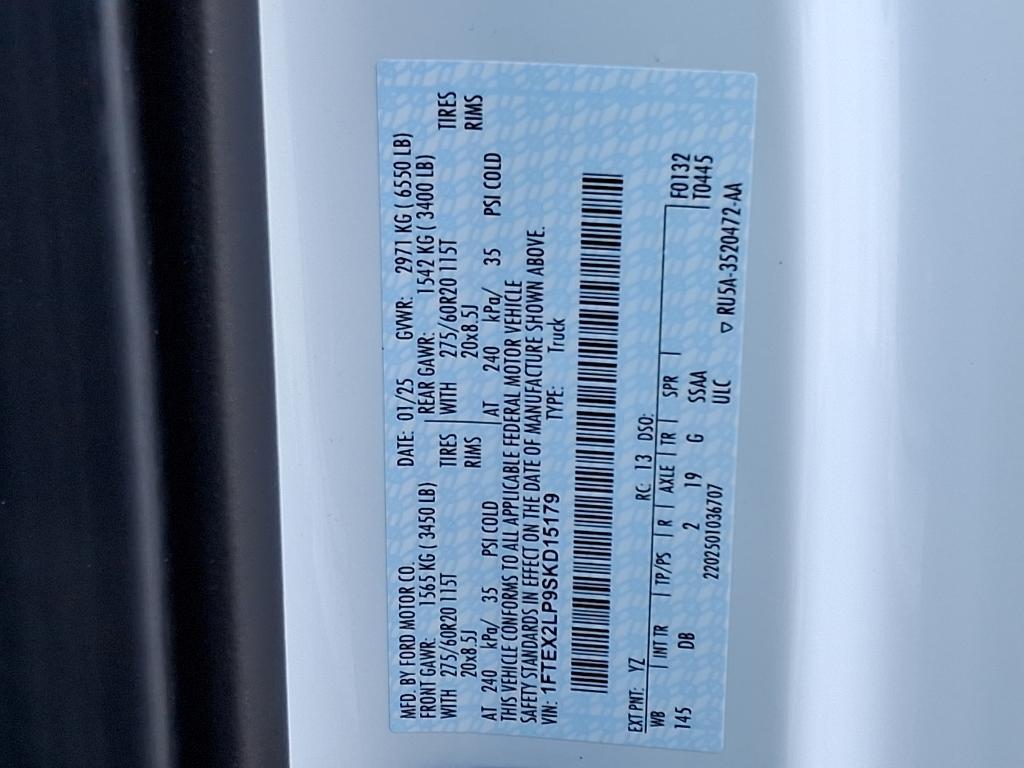 MFD. BY FORD MOTOR CO. DATE: 01/25 GVWR: 2971 KG ( 6550 LB)
FRONT GAWR: 1565 KG ( 3450 LB) REAR GAWR: 1542 KG ( 3400 LB)
WITH 275/60R20 115T TIRES WITH 275/60R20 115T TIRES
20x8.5J RIMS 20x8.5J RIMS
AT 240 kPa/ 35 PSI COLD AT 240 kPa/ 35 PSI COLD
THIS VEHICLE CONFORMS TO ALL APPLICABLE FEDERAL MOTOR VEHICLE
SAFETY STANDARDS IN EFFECT ON THE DATE OF MANUFACTURE SHOWN ABOVE.
VIN: 1FTEX2LP9SKD15179 TYPE: Truck
EXT PNT: YZ RC: 13 DSO:
WB INT TR TP/PS R AXLE TR SPR F0132
145 DB 2 19 G SSAA T0445
2202501036707 ULC ▽ RU5A-3520472-AA